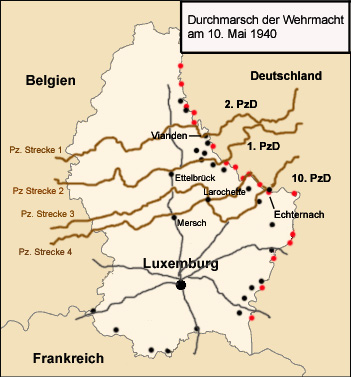 Durchmarsch der Wehrmacht
am 10. Mai 1940
Belgien
Deutschland
2. PzD
Vianden
1. PzD
Pz. Strecke 1
Ettelbrück
10. PzD
Pz. Strecke 2
Larochette
Echternach
Pz. Strecke 3
Mersch
Pz. Strecke 4
Luxemburg
Frankreich